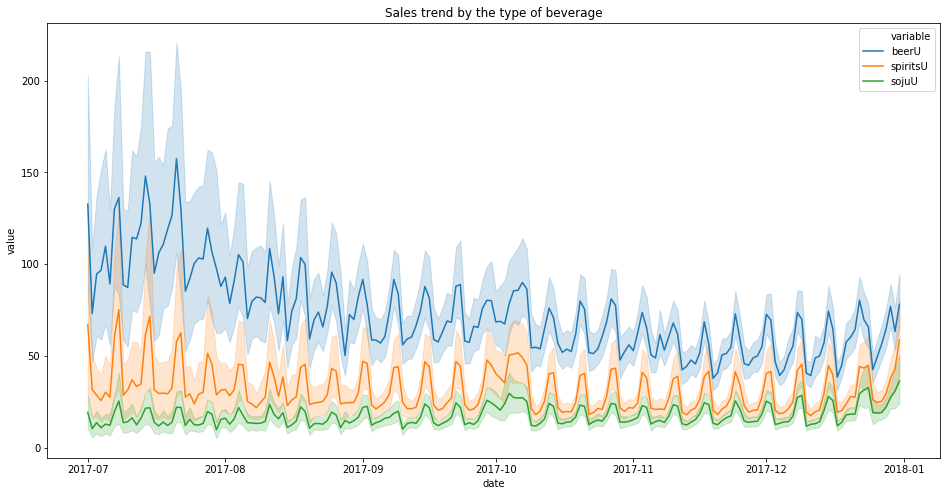 Sales trend by the type of beverage
variable
beerU
spiritsU
sojuU
value
200
150
100
50
0
2017-07
2017-08
2017-09
2017-10
2017-11
2017-12
2018-01
date